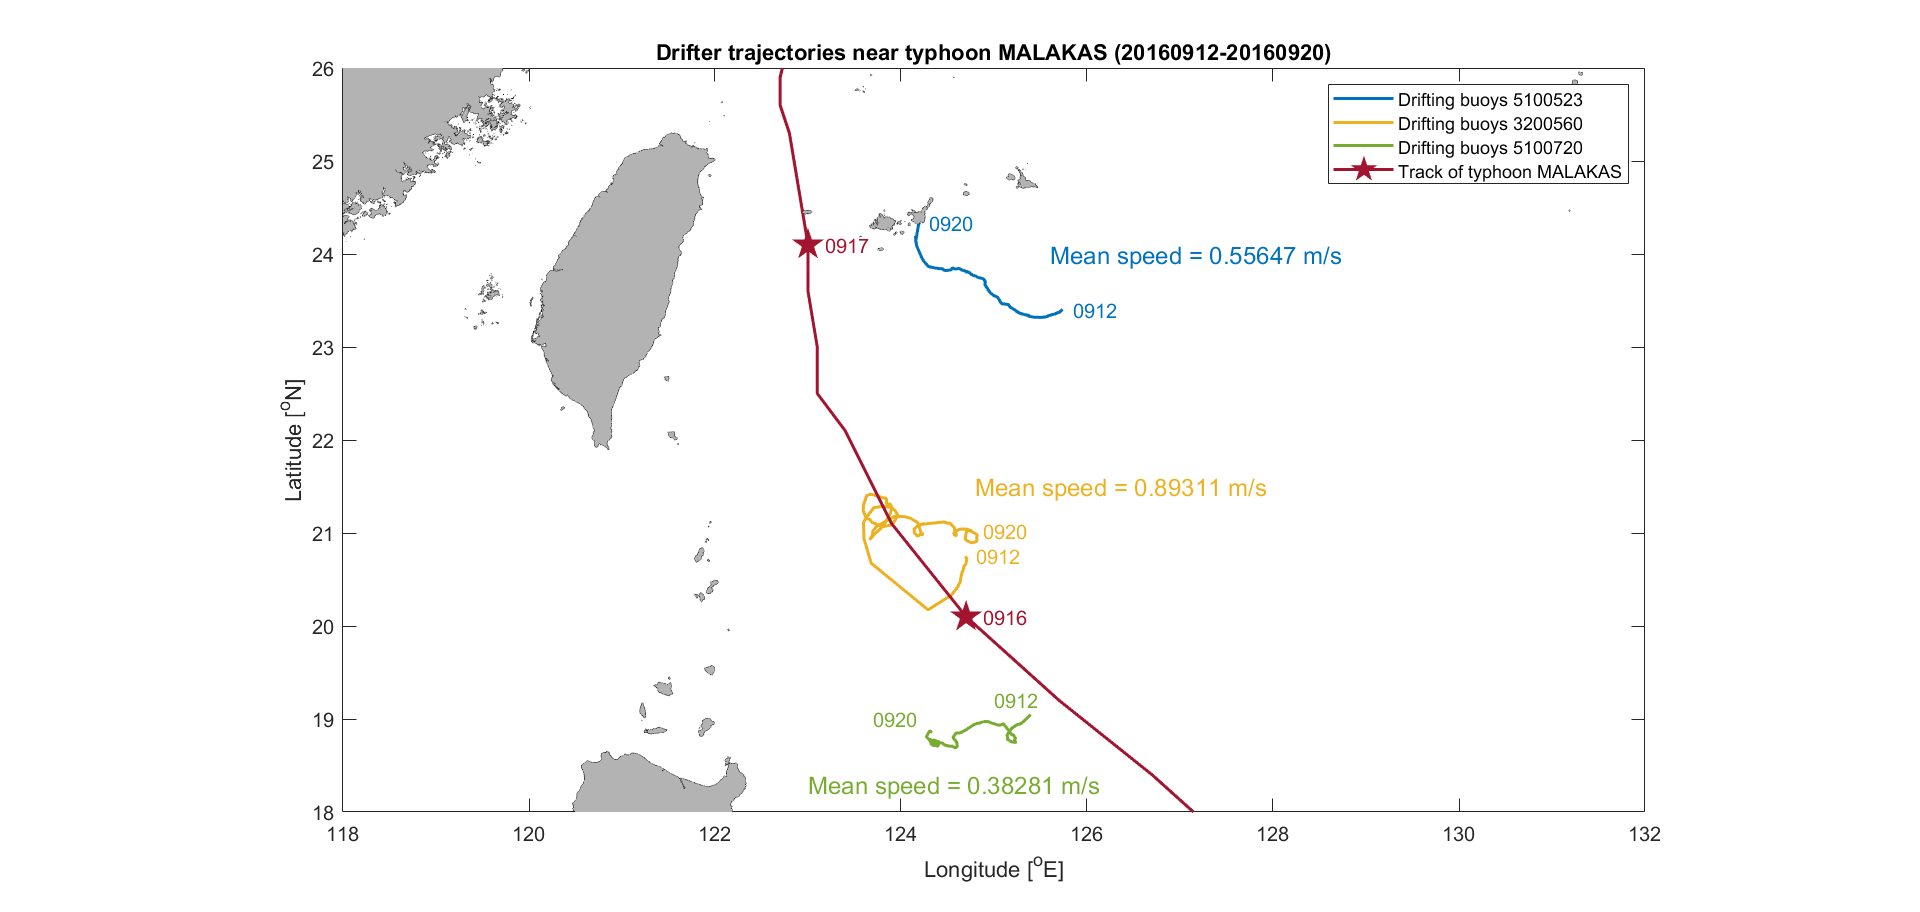 Drifter trajectories near typhoon MALAKAS (20160912-20160920)
Drifting buoys 5100523
Drifting buoys 3200560
Drifting buoys 5100720
Track of typhoon MALAKAS
26
25
24
23
22
21
20
19
18
Latitude [°N]
0920
0917
Mean speed = 0.55647 m/s
0912
Mean speed = 0.89311 m/s
0920
0912
0916
0912
0920
Mean speed = 0.38281 m/s
118
120
122
124
126
128
130
132
Longitude [°E]